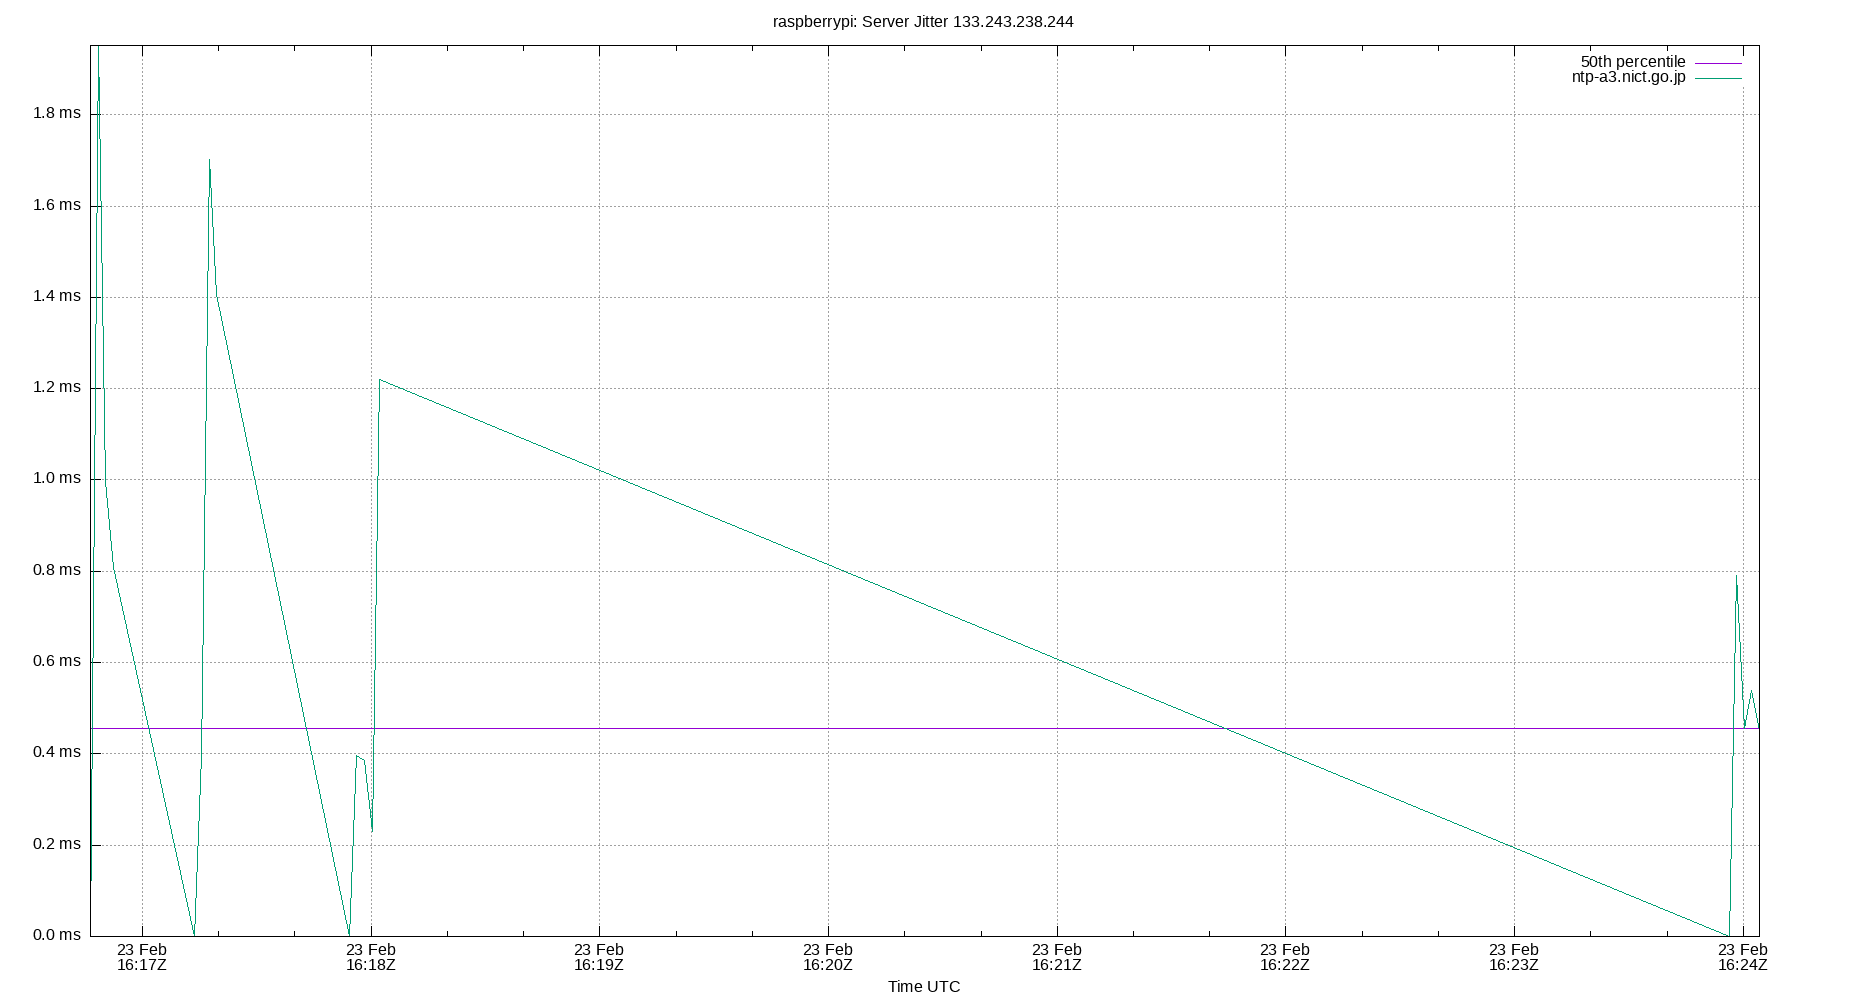 raspberrypi: Server Jitter 133.243.238.244
50th percentile
ntp-a3.nict.go.jp
1.8 ms
1.6 ms
1.4 ms
1.2 ms
1.0 ms
0.8 ms
0.6 ms
0.4 ms
0.2 ms
0.0 ms
23 Feb 23 Feb 23 Feb 23 Feb 23 Feb 23 Feb 23 Feb 23 Feb
16:17Z 16:18Z 16:19Z 16:20Z 16:21Z 16:22Z 16:23Z 16:24Z
Time UTC